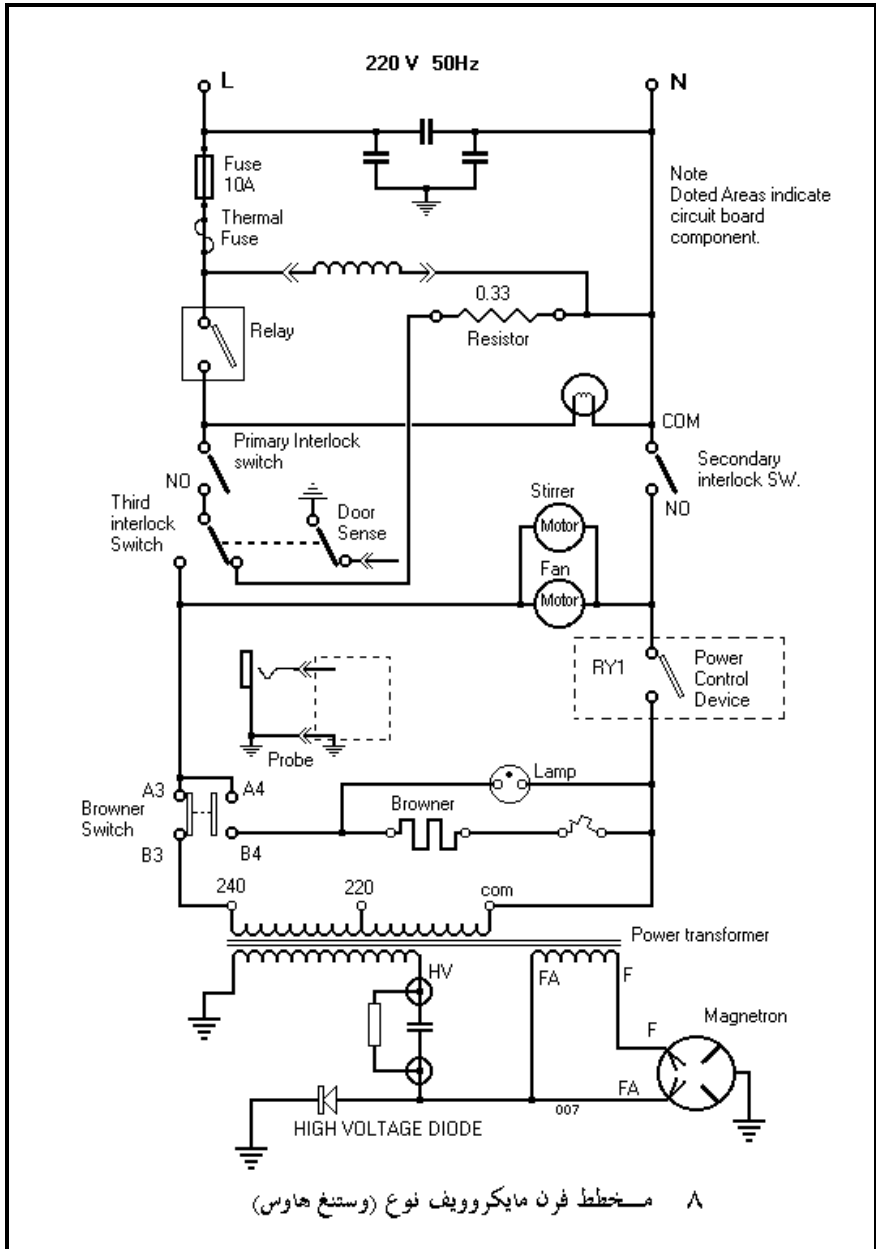 220 V 50Hz
L
N
Fuse
10A
Note
Doted Areas indicate
circuit board
component.
Thermal
Fuse
0.33
Resistor
Relay
COM
Primary Interlock
switch
Secondary
interlock SW.
NO
NO
Third
interlock
Switch
Door
Sense
Stirrer
Motor
Fan
Motor
RY1
Power
Control
Device
Probe
Lamp
A3
A4
Browner
Switch
Browner
B3
B4
240
220
com
Power transformer
HV
FA
F
Magnetron
F
FA
007
HIGH VOLTAGE DIODE
٨ مـخطط فرن مايكروويف نوع (وستنغ هاوس)